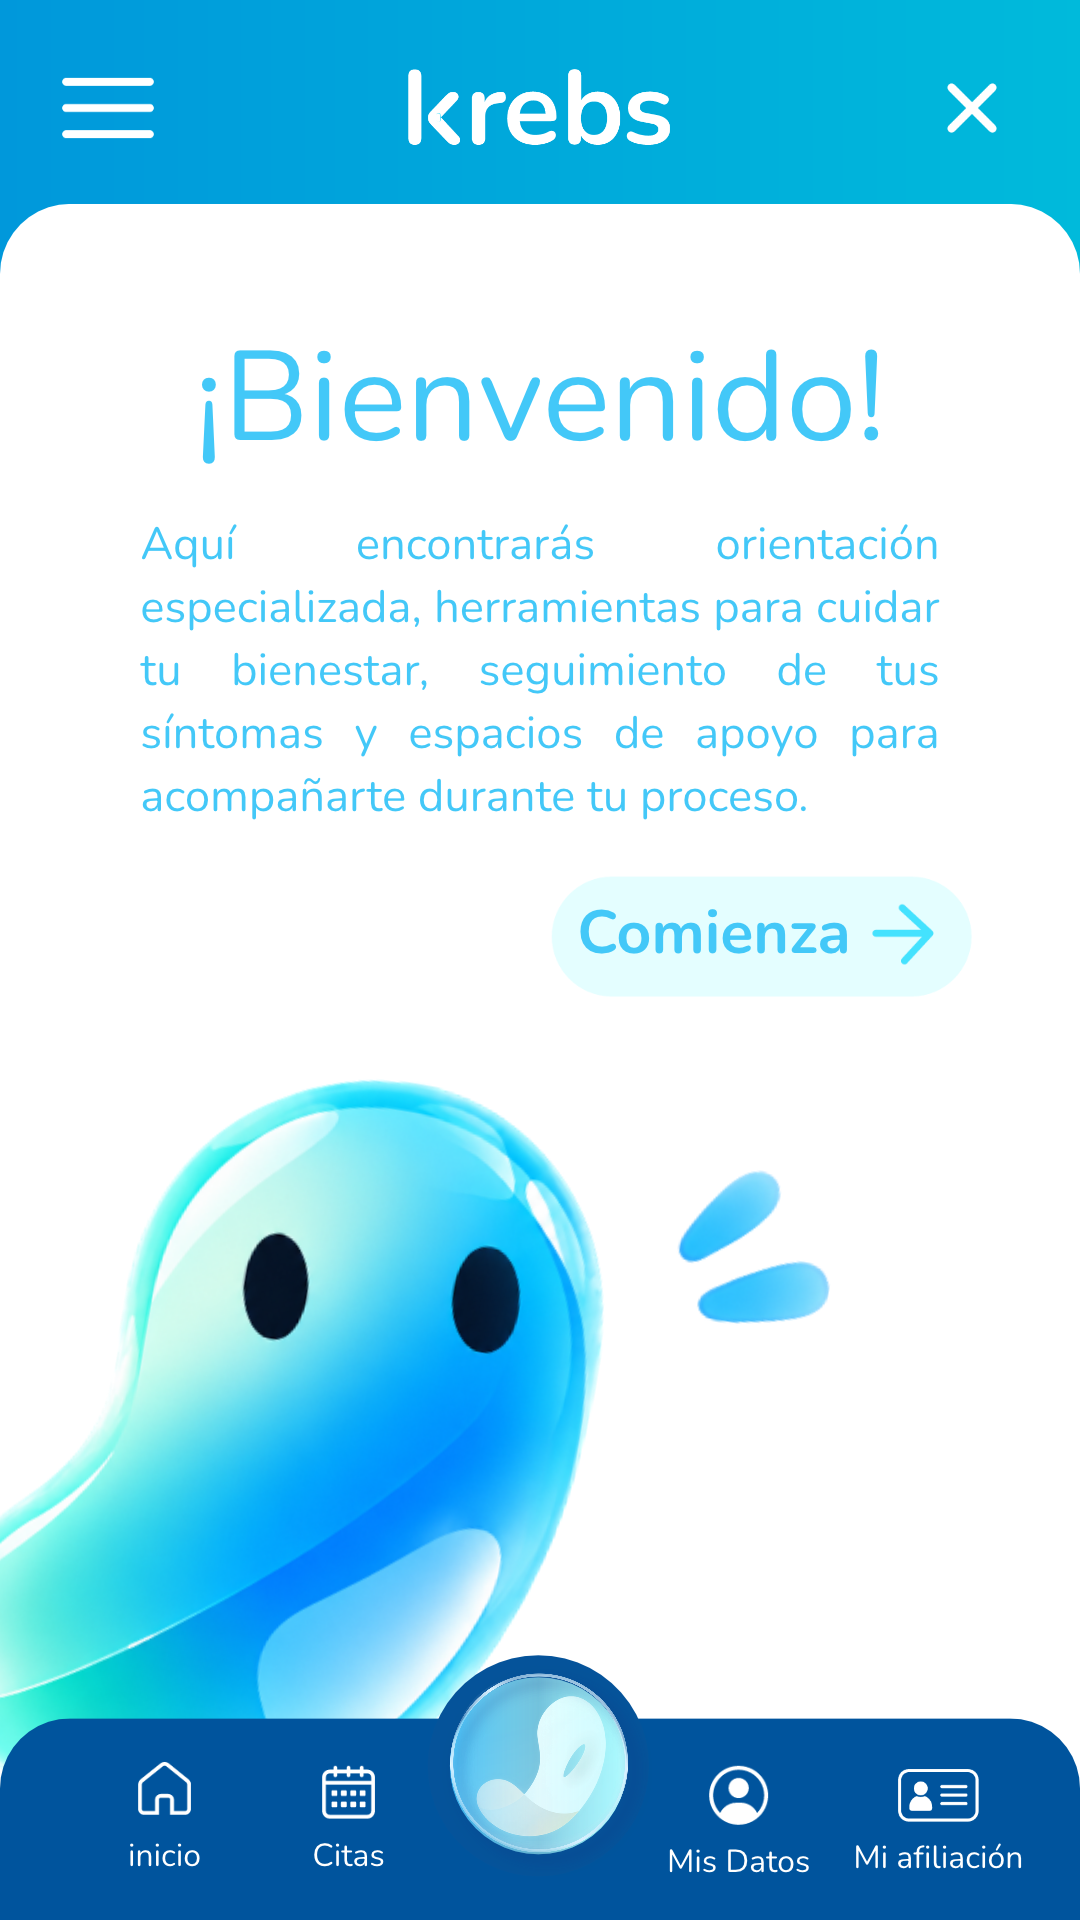 krebs
¡Bienvenido!
Aquí encontrarás orientación
especializada, herramientas para cuidar
tu bienestar, seguimiento de tus
síntomas y espacios de apoyo para
acompañarte durante tu proceso.
Comienza
inicio
Citas
Mis Datos
Mi afiliación